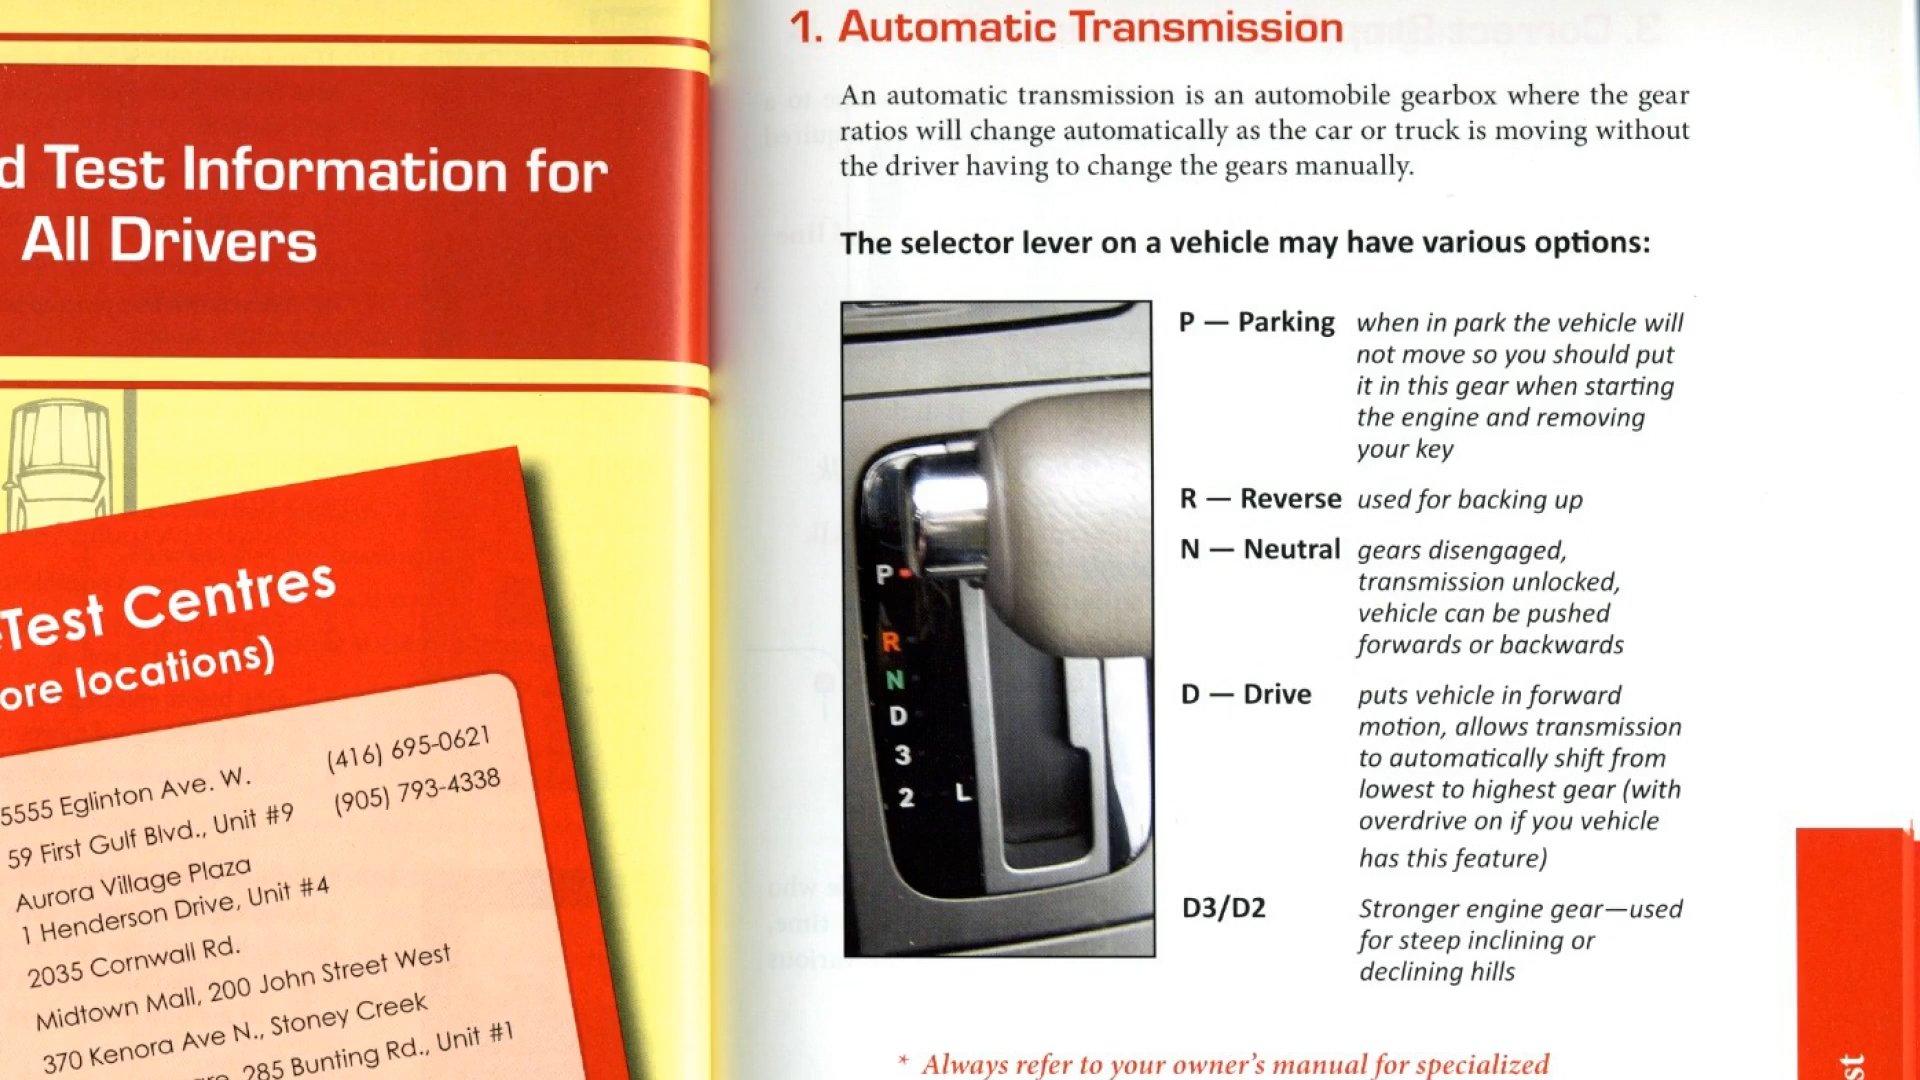 d Test Information for
All Drivers
Test Centres
ore locations)
5555 Eglinton Ave. W. (416) 695-0621
59 First Gulf Blvd., Unit #9 (905) 793-4338
Aurora Village Plaza
1 Henderson Drive, Unit #4
2035 Cornwall Rd.
Midtown Mall, 200 John Street West
370 Kenora Ave N., Stoney Creek
285 Bunting Rd., Unit #1
1. Automatic Transmission
An automatic transmission is an automobile gearbox where the gear
ratios will change automatically as the car or truck is moving without
the driver having to change the gears manually.
The selector lever on a vehicle may have various options:
P
R
N
D
3
2 L
P — Parking when in park the vehicle will
not move so you should put
it in this gear when starting
the engine and removing
your key
R — Reverse used for backing up
N — Neutral gears disengaged,
transmission unlocked,
vehicle can be pushed
forwards or backwards
D — Drive puts vehicle in forward
motion, allows transmission
to automatically shift from
lowest to highest gear (with
overdrive on if you vehicle
has this feature)
D3/D2 Stronger engine gear—used
for steep inclining or
declining hills
* Always refer to your owner's manual for specialized
st